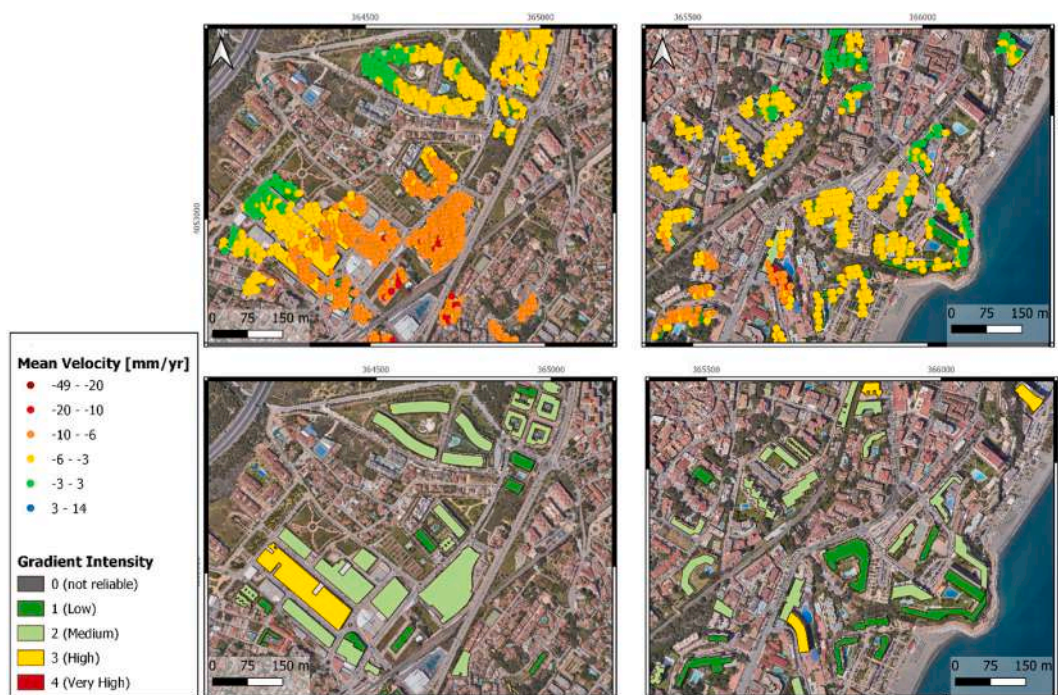 364500 365000
365500 366000
N
4053000
0 75 150 m
0 75 150 m
Mean Velocity [mm/yr]
-49 - -20
-20 - -10
-10 - -6
-6 - -3
-3 - 3
3 - 14
364500 365000
365500 366000
Gradient Intensity
0 (not reliable)
1 (Low)
2 (Medium)
3 (High)
4 (Very High)
0 75 150 m
0 75 150 m